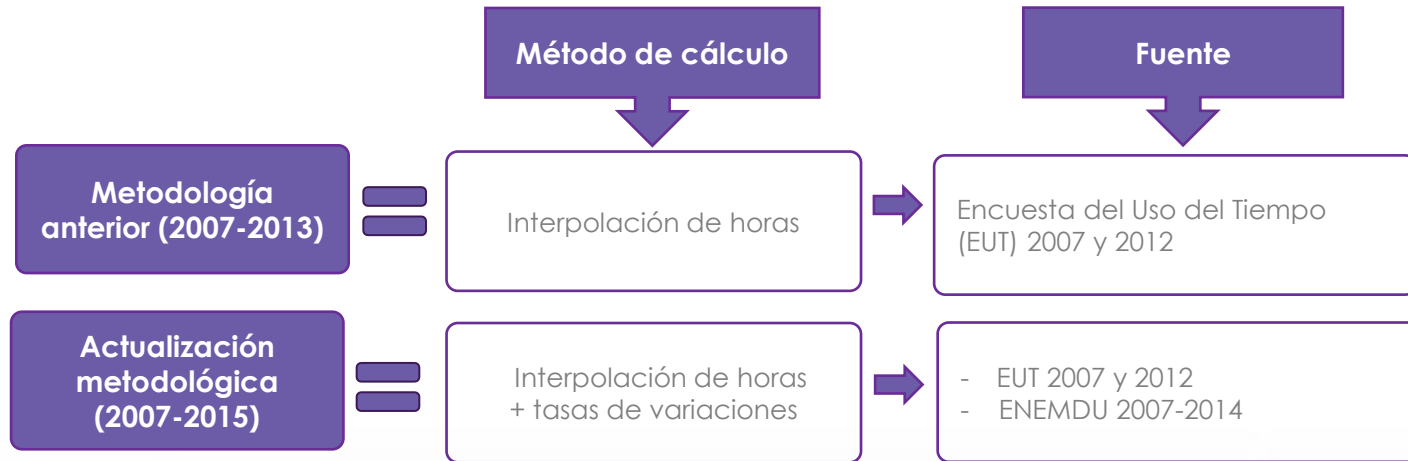 Método de cálculo
Fuente
Metodología
anterior (2007-2013)
Interpolación de horas
Encuesta del Uso del Tiempo
(EUT) 2007 y 2012
Actualización
metodológica
(2007-2015)
Interpolación de horas
+ tasas de variaciones
- EUT 2007 y 2012
- ENEMDU 2007-2014